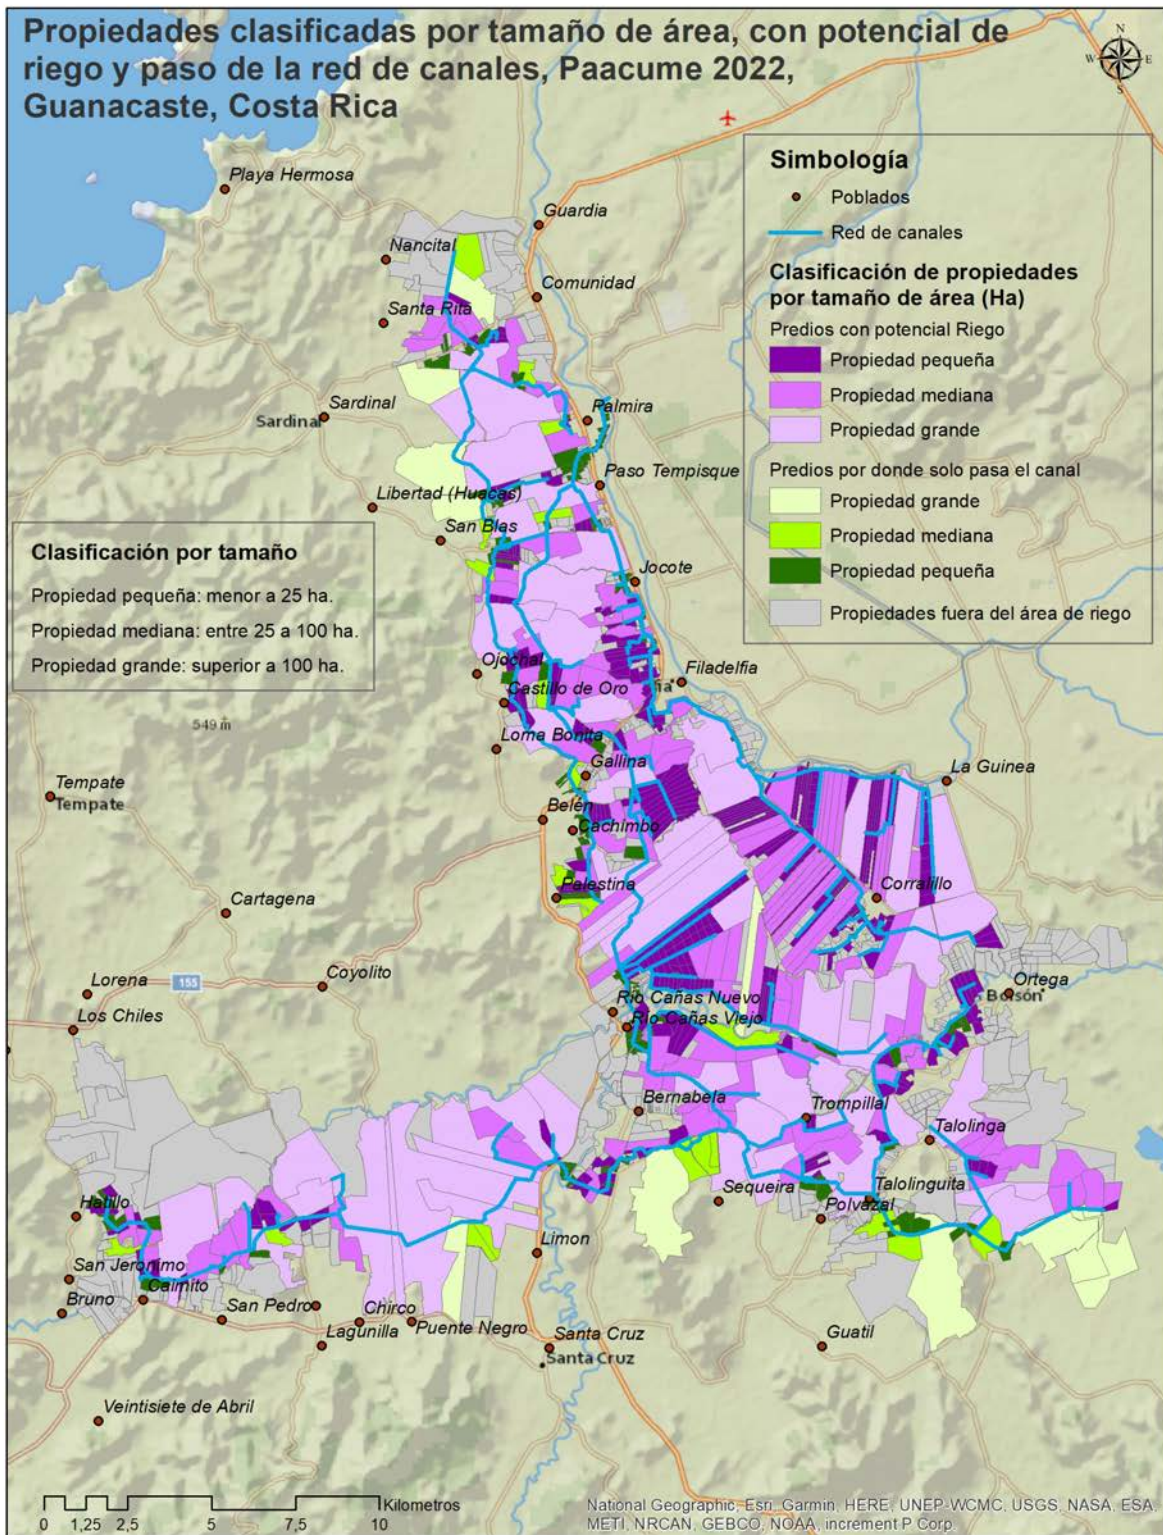 Propiedades clasificadas por tamaño de área, con potencial de
riego y paso de la red de canales, Paacume 2022,
Guanacaste, Costa Rica
N
W
E
S
Simbología
Poblados
Red de canales
Clasificación de propiedades
por tamaño de área (Ha)
Predios con potencial Riego
Propiedad pequeña
Propiedad mediana
Propiedad grande
Predios por donde solo pasa el canal
Propiedad grande
Propiedad mediana
Propiedad pequeña
Propiedades fuera del área de riego
Clasificación por tamaño
Propiedad pequeña: menor a 25 ha.
Propiedad mediana: entre 25 a 100 ha.
Propiedad grande: superior a 100 ha.
Playa Hermosa
Guardia
Nancital
Comunidad
Santa Rita
Sardinal
Sardinal
Palmira
Paso Tempisque
Libertad (Huacas)
San Blas
Jocote
Ojochal
Filadelfia
Castillo de Oro
549 m
Loma Bonita
Gallina
La Guinea
Tempate
Tempate
Belén
Cachimbo
Palestina
Corralillo
Cartagena
Coyolito
Lorena
155
Ortega
Bolsón
Río Cañas Nuevo
Río Cañas Viejo
Los Chiles
Bernabela
Trompillal
Talolinga
Sequeira
Talolinguita
Polvazal
Hatillo
Limon
San Jeronimo
Caimito
Bruno
San Pedro
Chirco
Puente Negro
Lagunilla
Santa Cruz
Santa Cruz
Guatil
Veintisiete de Abril
Kilometros
0 1,25 2,5 5 7,5 10
National Geographic, Esri, Garmin, HERE, UNEP-WCMC, USGS, NASA, ESA,
METI, NRCAN, GEBCO, NOAA, increment P Corp.